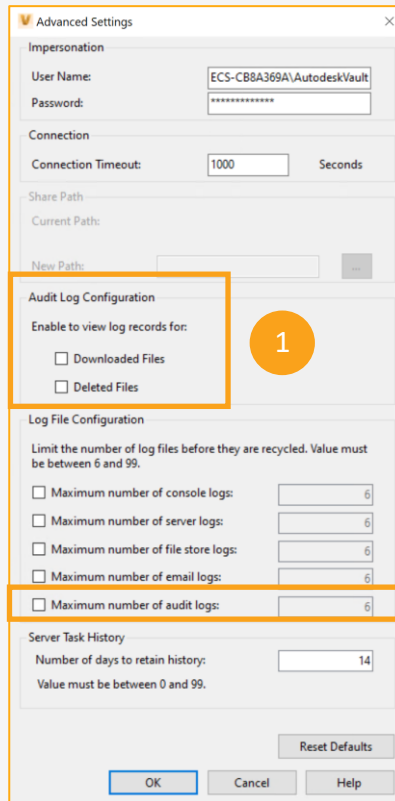 Advanced Settings
Impersonation
User Name:
ECS-CB8A369A\AutodeskVault
Password:
*************
Connection
Connection Timeout:
1000
Seconds
Share Path
Current Path:
New Path:
...
Audit Log Configuration
Enable to view log records for:
Downloaded Files
Deleted Files
1
Log File Configuration
Limit the number of log files before they are recycled. Value must
be between 6 and 99.
Maximum number of console logs:
6
Maximum number of server logs:
6
Maximum number of file store logs:
6
Maximum number of email logs:
6
Maximum number of audit logs:
6
Server Task History
Number of days to retain history:
14
Value must be between 0 and 99.
Reset Defaults
OK
Cancel
Help